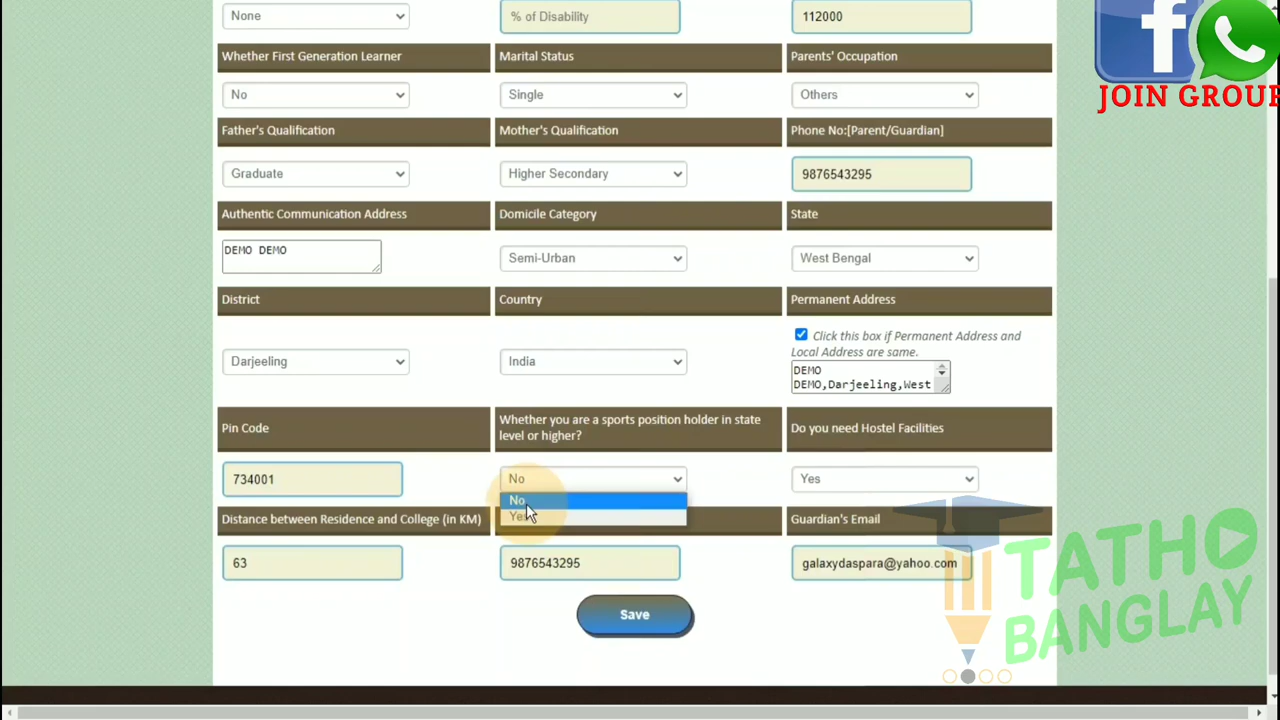 None
% of Disability
112000
Whether First Generation Learner
Marital Status
Parents' Occupation
No
Single
Others
JOIN GROUP
Father's Qualification
Mother's Qualification
Phone No:[Parent/Guardian]
Graduate
Higher Secondary
9876543295
Authentic Communication Address
Domicile Category
State
DEMO DEMO
Semi-Urban
West Bengal
District
Country
Permanent Address
Click this box if Permanent Address and
Local Address are same.
Darjeeling
India
DEMO
DEMO,Darjeeling,West
Pin Code
Whether you are a sports position holder in state
level or higher?
Do you need Hostel Facilities
734001
No
Yes
No
Yes
Distance between Residence and College (in KM)
Guardian's Email
63
9876543295
galaxydaspara@yahoo.com
Save
TATHO
BANGLAY